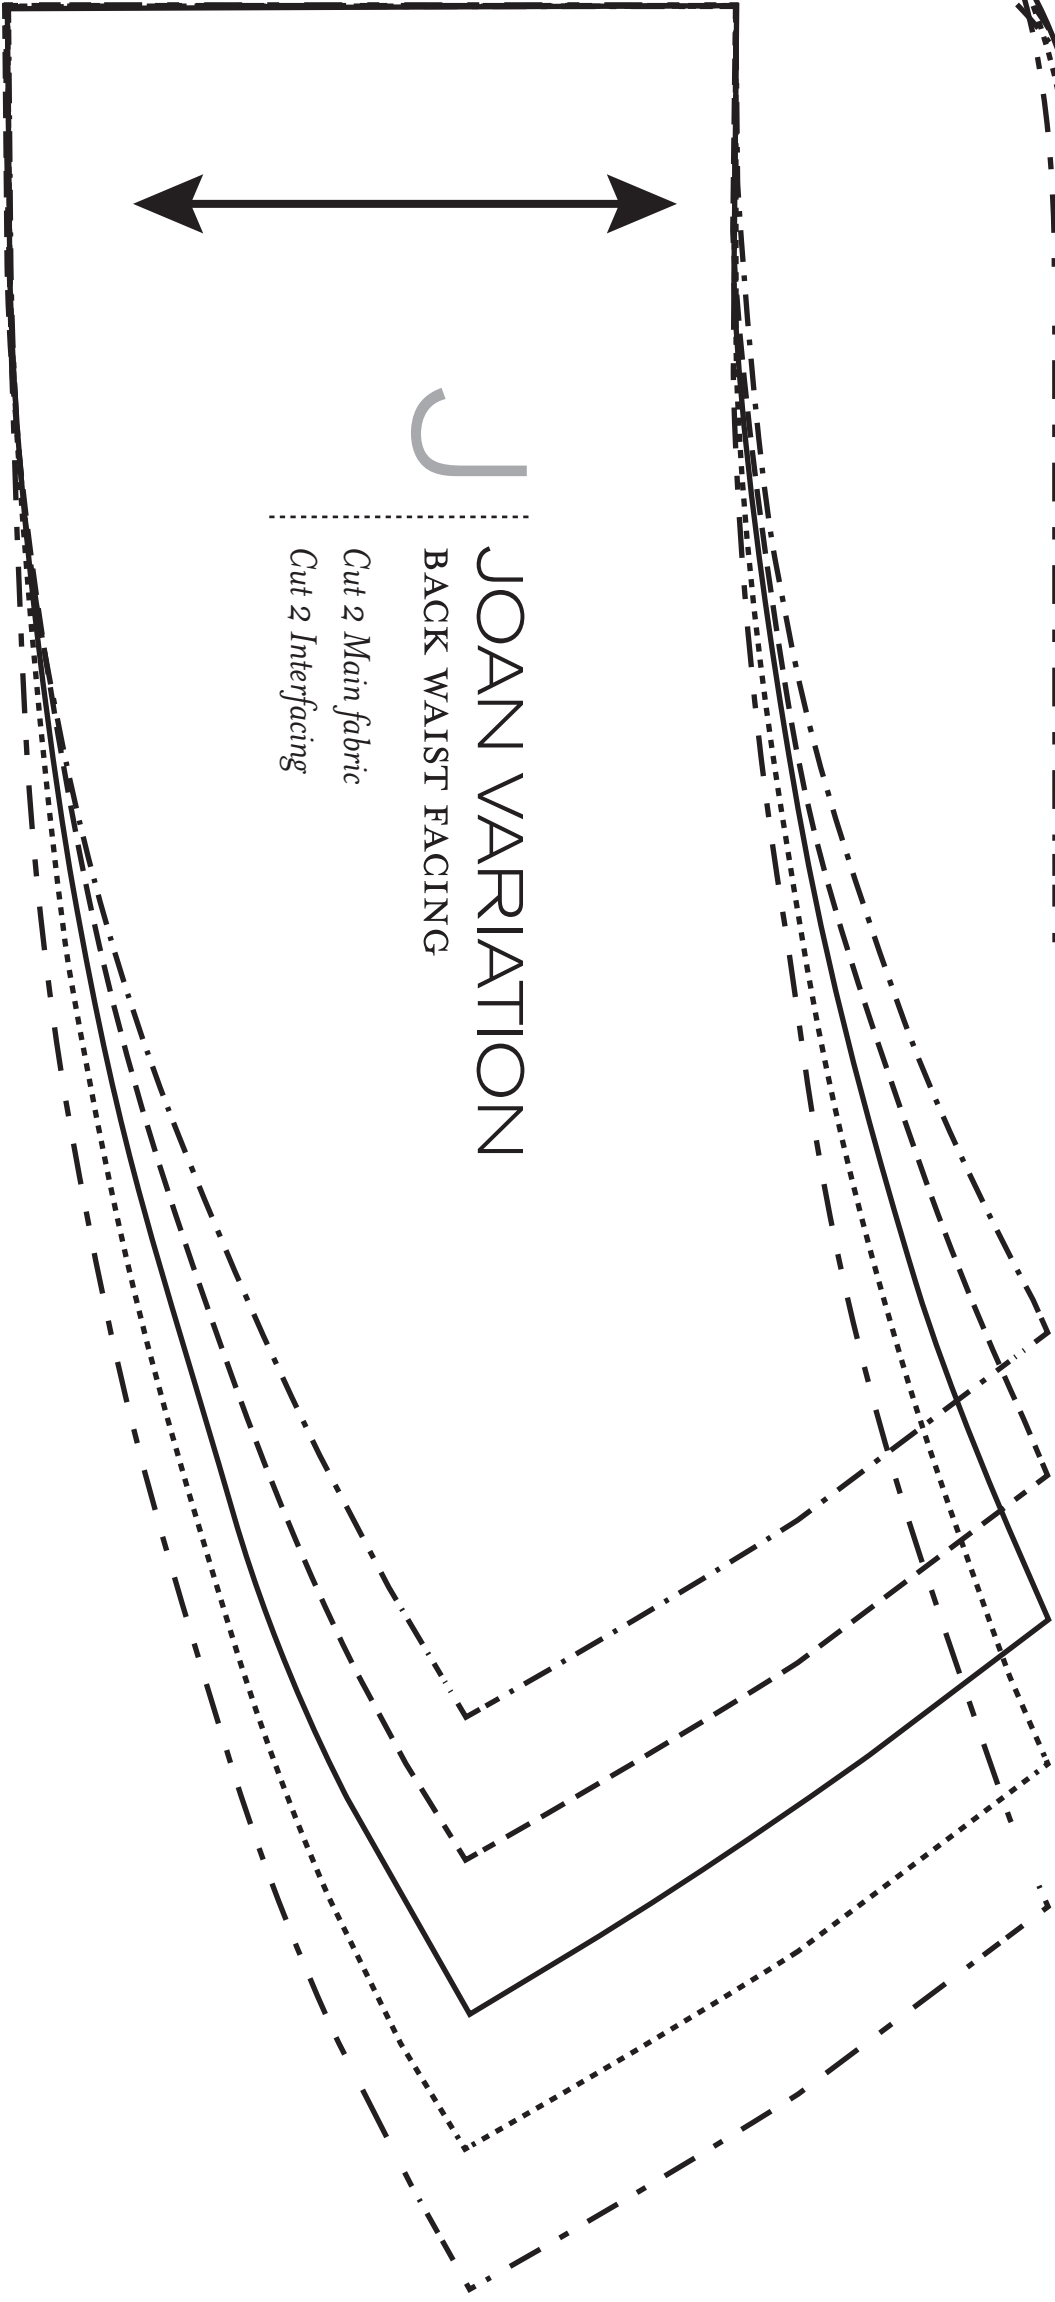 J
JOAN VARIATION
BACK WAIST FACING
Cut 2 Main fabric
Cut 2 Interfacing